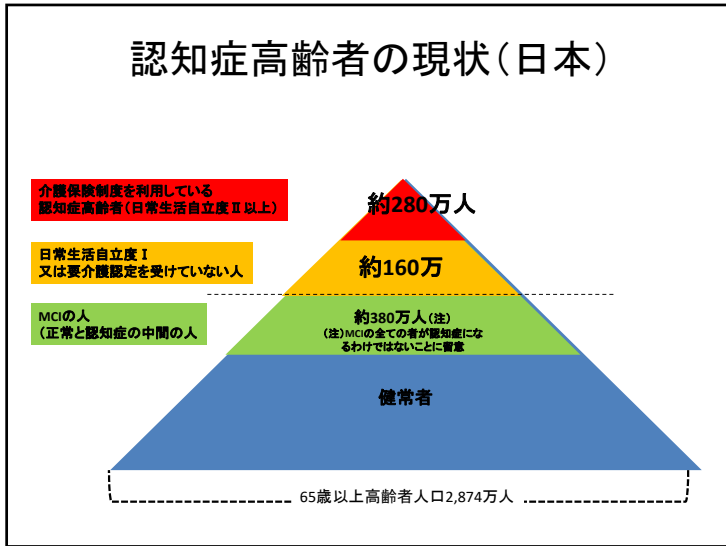 認知症高齢者の現状(日本)
介護保険制度を利用している
認知症高齢者(日常生活自立度Ⅱ以上)
約280万人
日常生活自立度Ⅰ
又は要介護認定を受けていない人
約160万
MCIの人
(正常と認知症の中間の人
約380万人(注)
(注)MCIの全ての者が認知症にな
るわけではないことに留意
健常者
65歳以上高齢者人口2,874万人